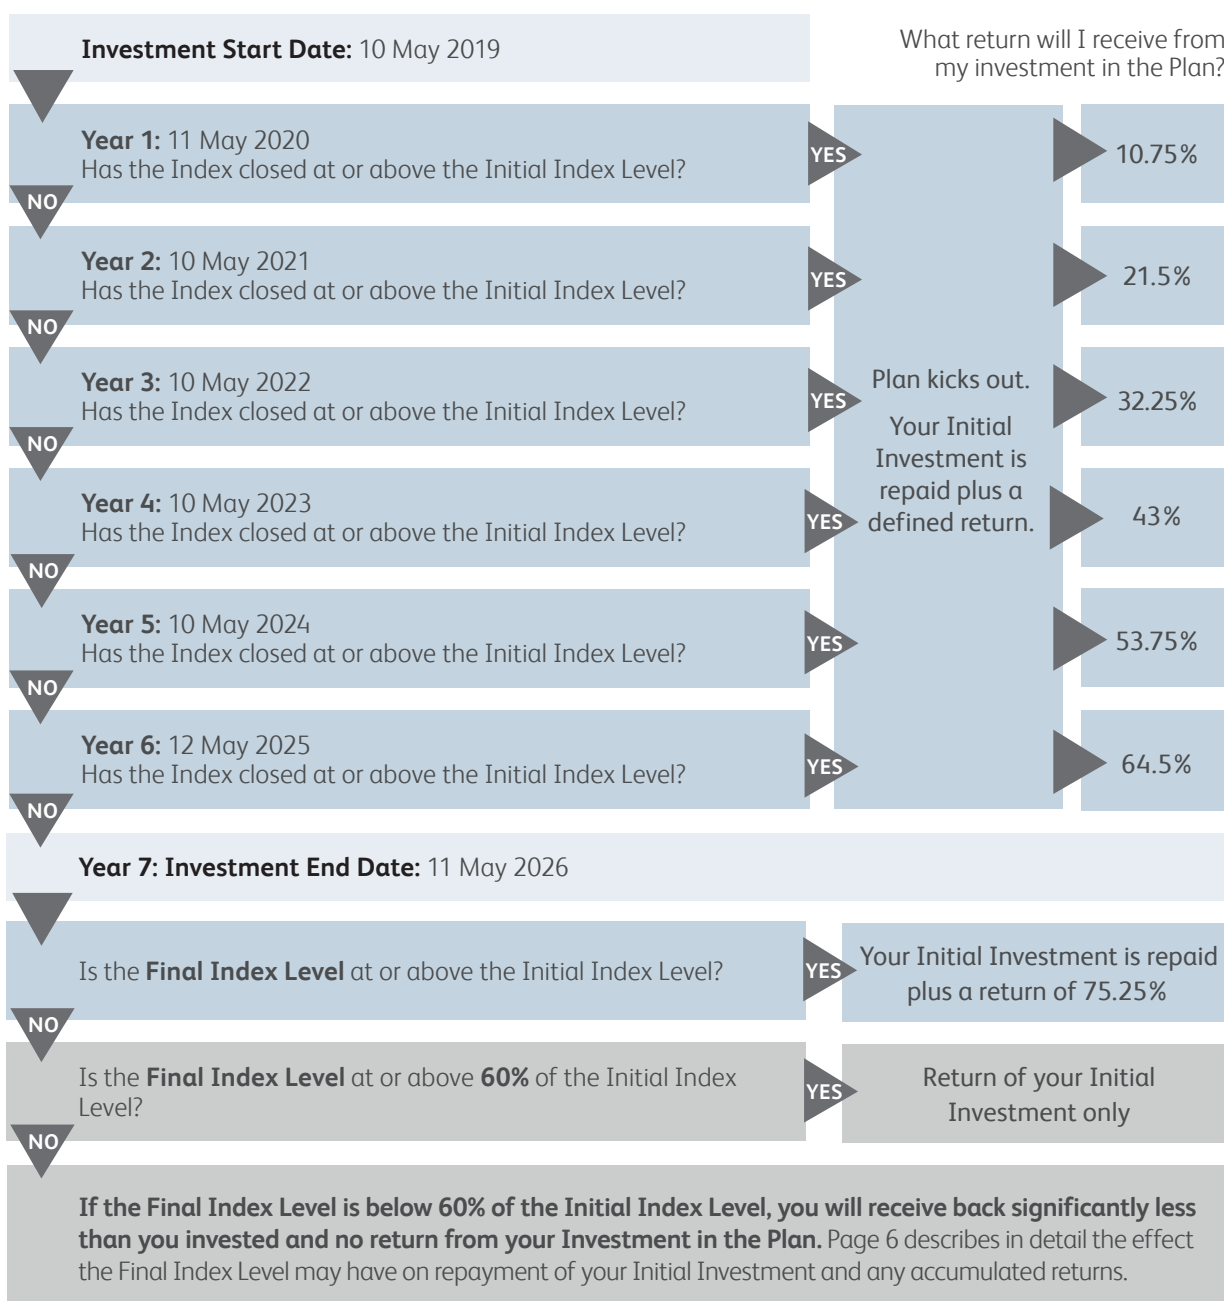 Investment Start Date: 10 May 2019
What return will I receive from
my investment in the Plan?
Year 1: 11 May 2020
Has the Index closed at or above the Initial Index Level?
YES
10.75%
NO
Year 2: 10 May 2021
Has the Index closed at or above the Initial Index Level?
YES
21.5%
NO
Year 3: 10 May 2022
Has the Index closed at or above the Initial Index Level?
YES
Plan kicks out.
Your Initial
Investment is
repaid plus a
defined return.
32.25%
NO
Year 4: 10 May 2023
Has the Index closed at or above the Initial Index Level?
YES
43%
NO
Year 5: 10 May 2024
Has the Index closed at or above the Initial Index Level?
YES
53.75%
NO
Year 6: 12 May 2025
Has the Index closed at or above the Initial Index Level?
YES
64.5%
NO
Year 7: Investment End Date: 11 May 2026
Is the Final Index Level at or above the Initial Index Level?
YES
Your Initial Investment is repaid
plus a return of 75.25%
NO
Is the Final Index Level at or above 60% of the Initial Index
Level?
YES
Return of your Initial
Investment only
NO
If the Final Index Level is below 60% of the Initial Index Level, you will receive back significantly less
than you invested and no return from your Investment in the Plan. Page 6 describes in detail the effect
the Final Index Level may have on repayment of your Initial Investment and any accumulated returns.